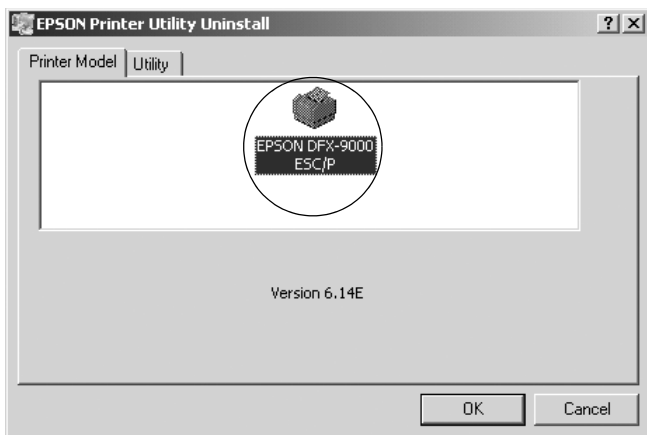 EPSON Printer Utility Uninstall
? ×
Printer Model Utility
EPSON DFX-9000
ESC/P
Version 6.14E
OK Cancel